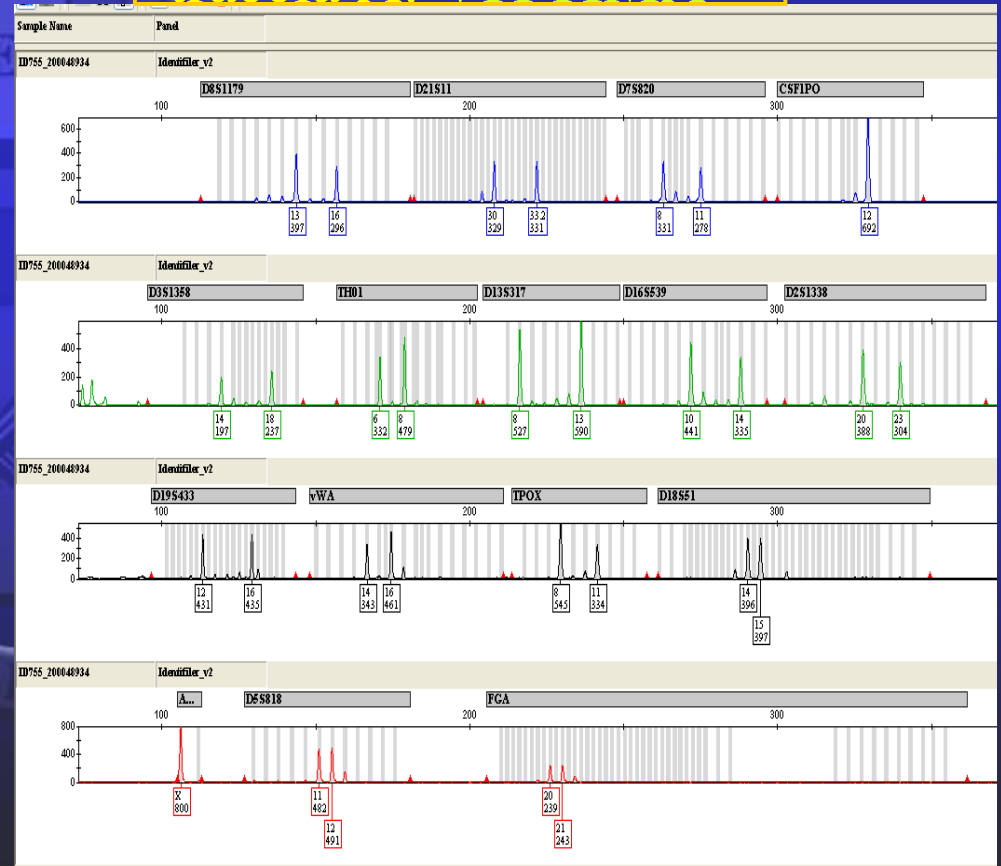 Sample Name Panel
ID755_200048934 Identifiler_v2
D8S1179 D21S11 D7S820 CSF1PO
100 200 300
600
400
200
0
13 16 30 33.2 8 11 12
397 296 329 331 331 278 692
ID755_200048934 Identifiler_v2
D3S1358 TH01 D13S317 D16S539 D2S1338
100 200 300
400
200
0
14 18 6 8 8 13 10 14 20 23
197 237 332 479 527 590 441 335 388 304
ID755_200048934 Identifiler_v2
D19S433 vWA TPOX D18S51
100 200 300
400
200
0
12 16 14 16 8 11 14
431 435 343 461 545 334 396
15
397
ID755_200048934 Identifiler_v2
A... D5S818 FGA
100 200 300
800
400
0
X 11 20
800 482 239
12 21
491 243